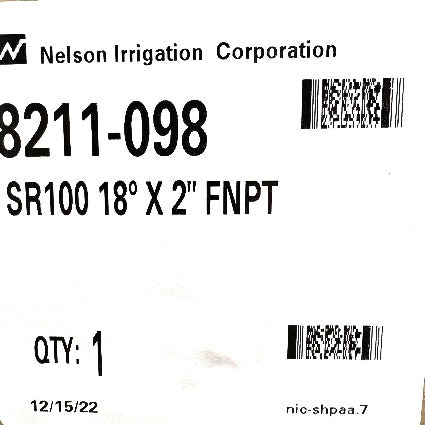 Nelson Irrigation Corporation
8211-098
SR100 18° X 2" FNPT
QTY: 1
12/15/22
nic-shpaa.7